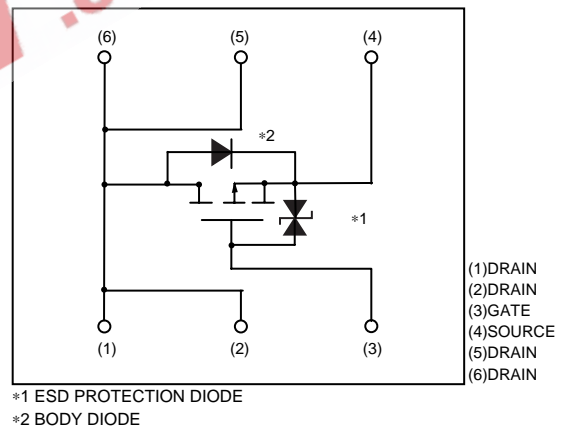 (6) (5) (4)
∗2
∗1
(1)DRAIN
(2)DRAIN
(3)GATE
(4)SOURCE
(5)DRAIN
(6)DRAIN
(1) (2) (3)
∗1 ESD PROTECTION DIODE
∗2 BODY DIODE